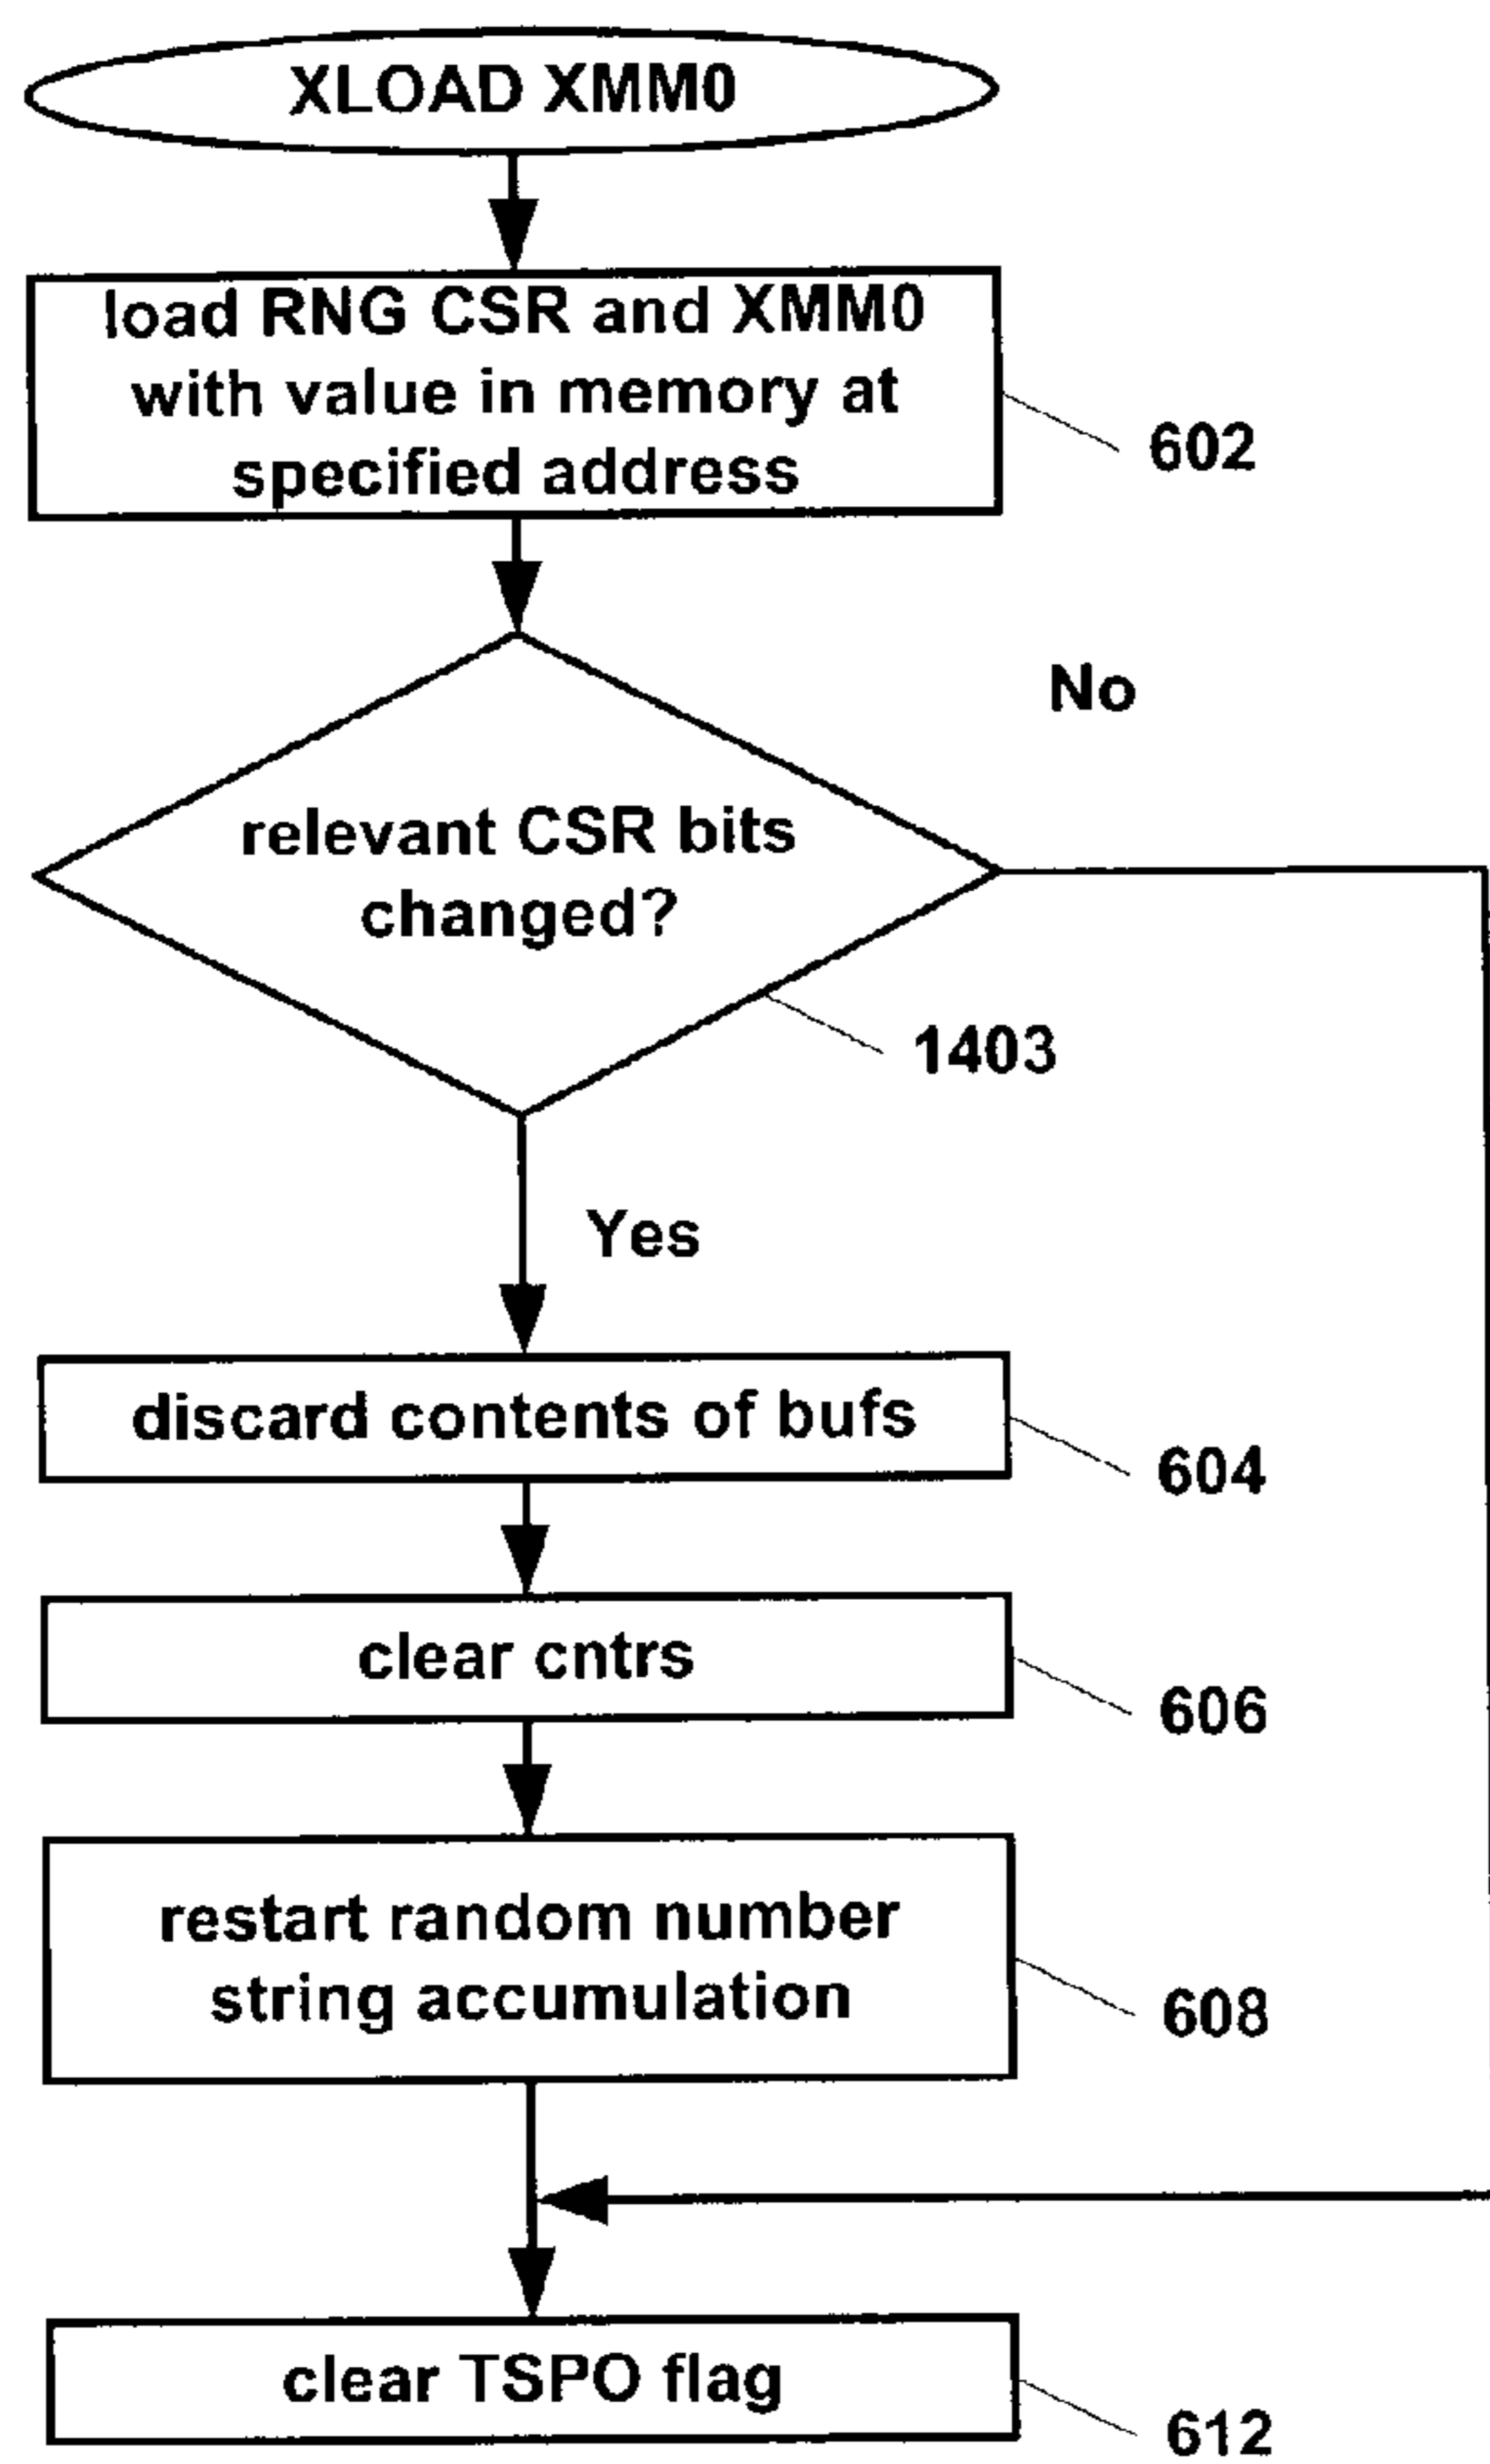 XLOAD XMM0
load RNG CSR and XMM0
with value in memory at
specified address
602
No
relevant CSR bits
changed?
1403
Yes
discard contents of bufs
604
clear cntrs
606
restart random number
string accumulation
608
clear TSPO flag
612